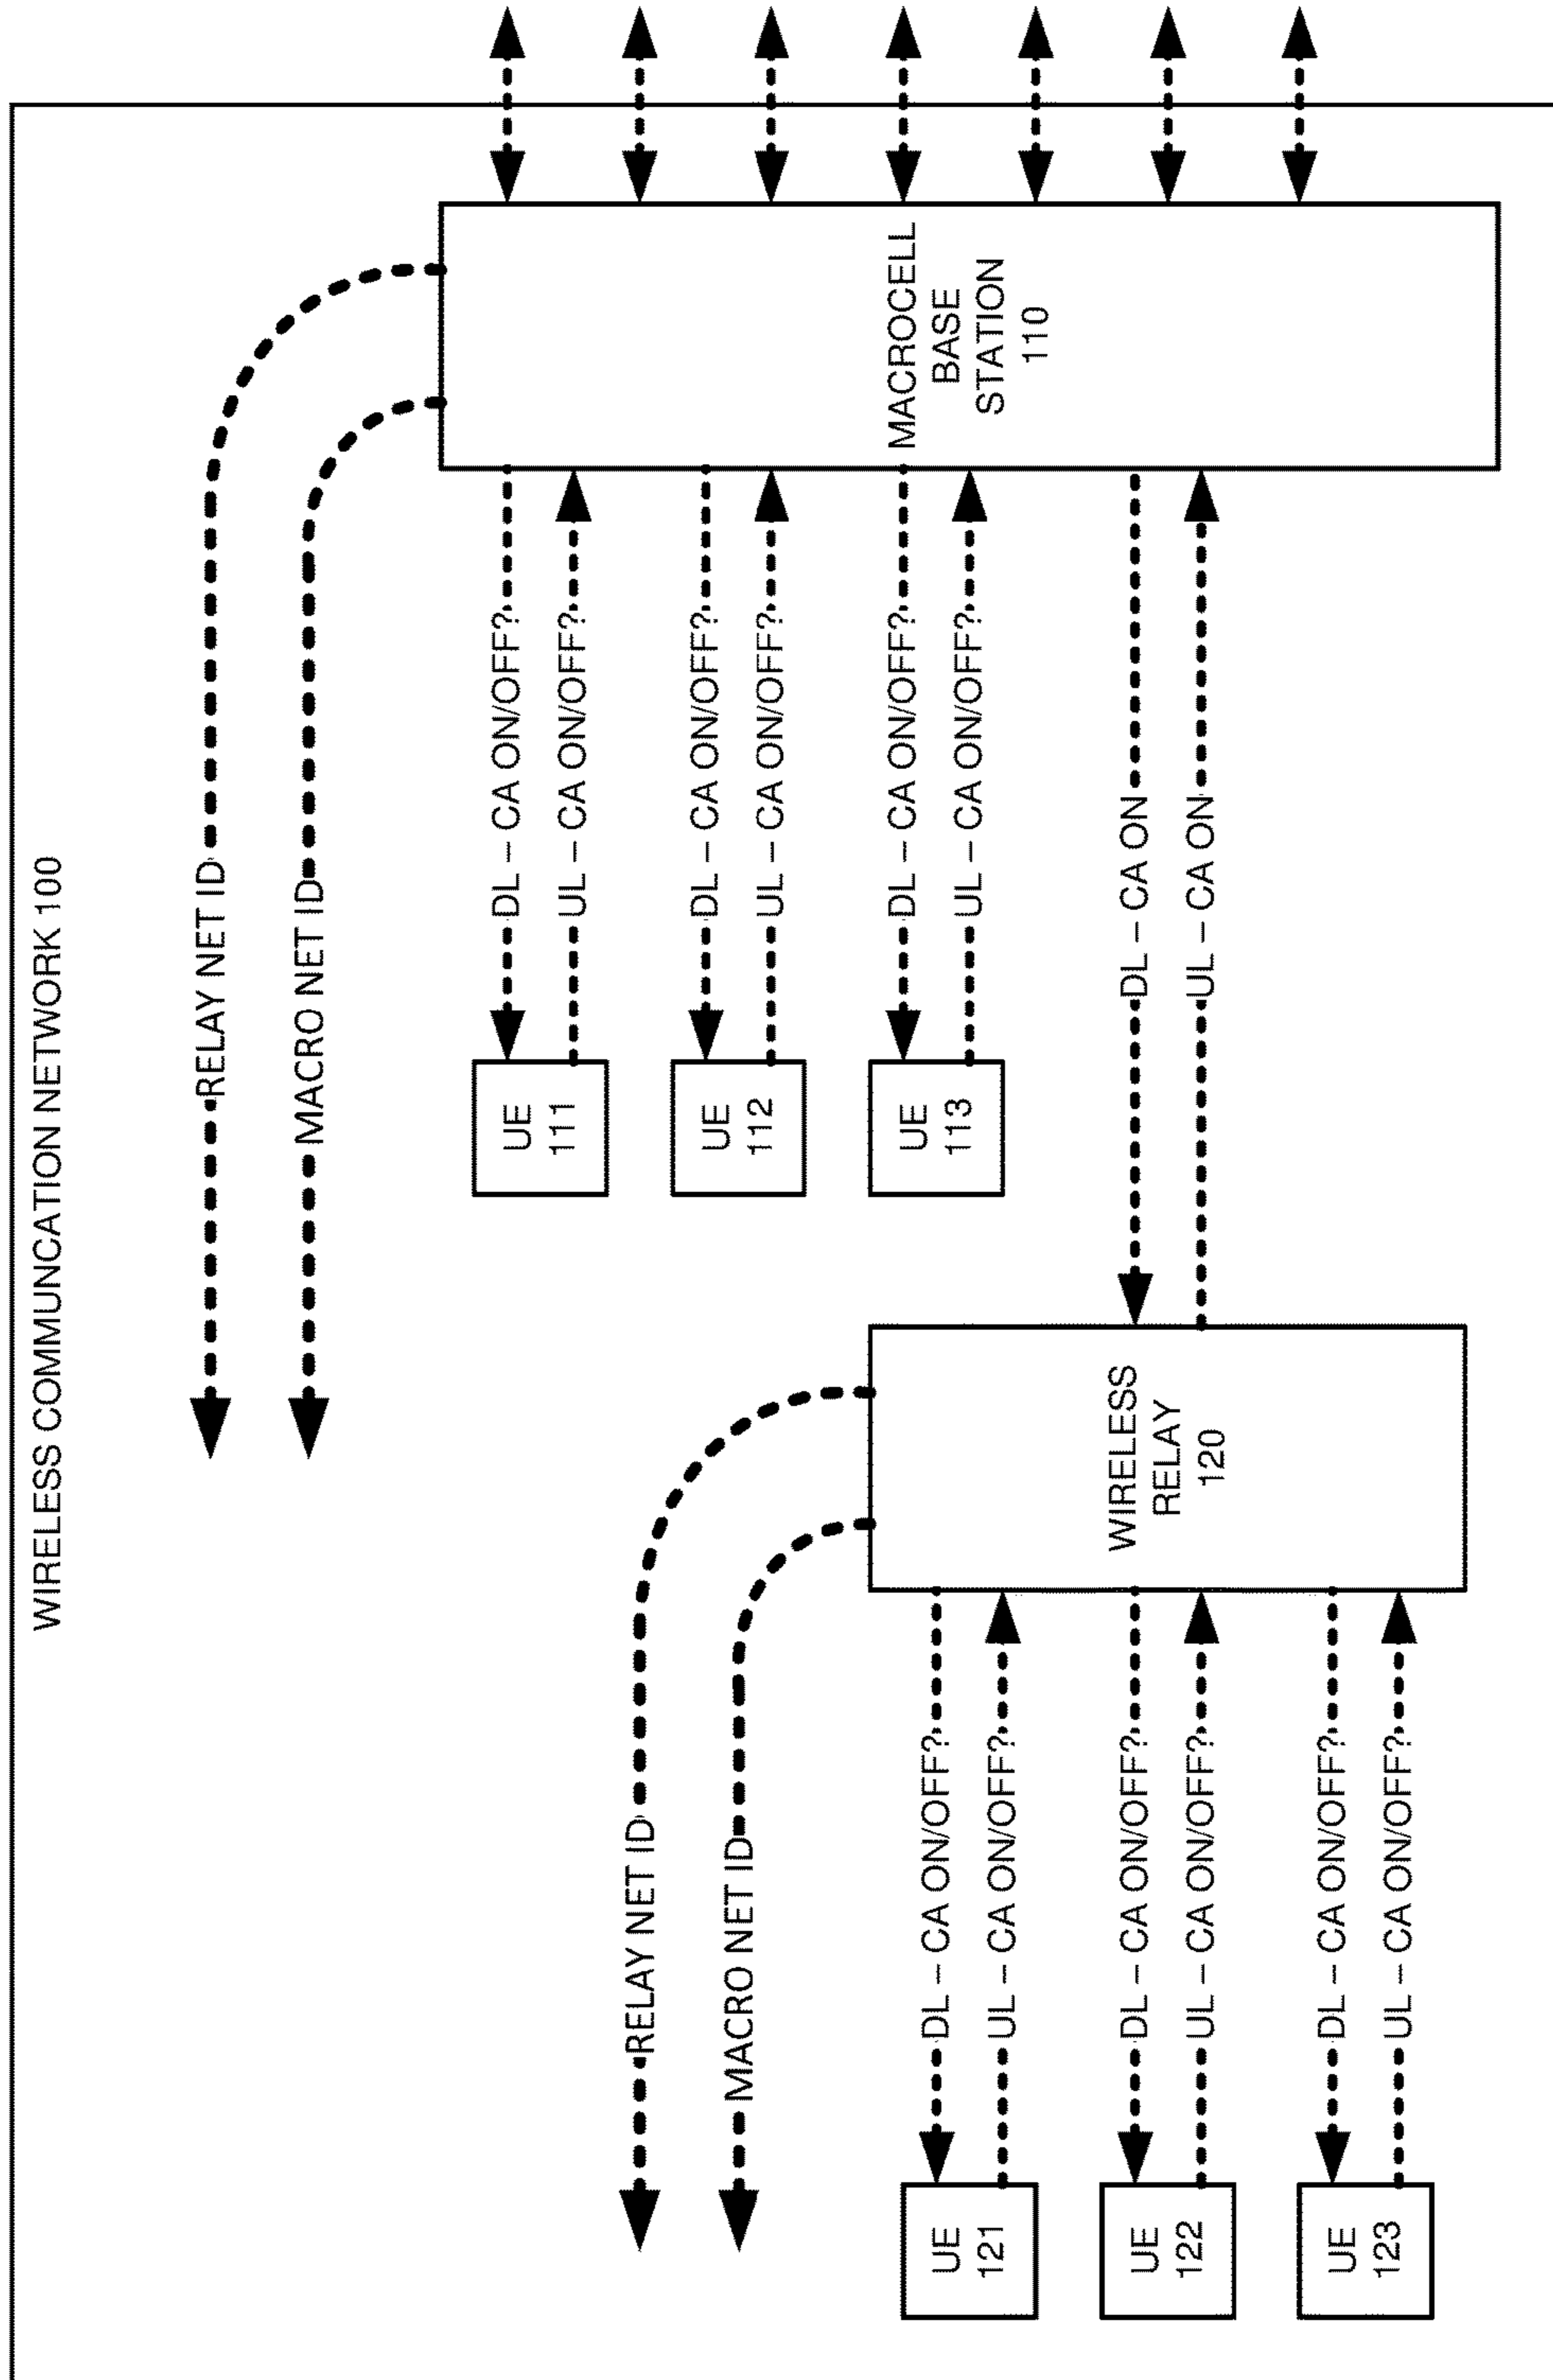 WIRELESS COMMUNCATION NETWORK 100
RELAY NET ID
MACRO NET ID
DL – CA ON/OFF?
UL – CA ON/OFF?
UE
111
DL – CA ON/OFF?
UL – CA ON/OFF?
UE
112
DL – CA ON/OFF?
UL – CA ON/OFF?
UE
113
MACROCELL
BASE
STATION
110
DL – CA ON
UL – CA ON
RELAY NET ID
MACRO NET ID
WIRELESS
RELAY
120
DL – CA ON/OFF?
UL – CA ON/OFF?
UE
121
DL – CA ON/OFF?
UL – CA ON/OFF?
UE
122
DL – CA ON/OFF?
UL – CA ON/OFF?
UE
123